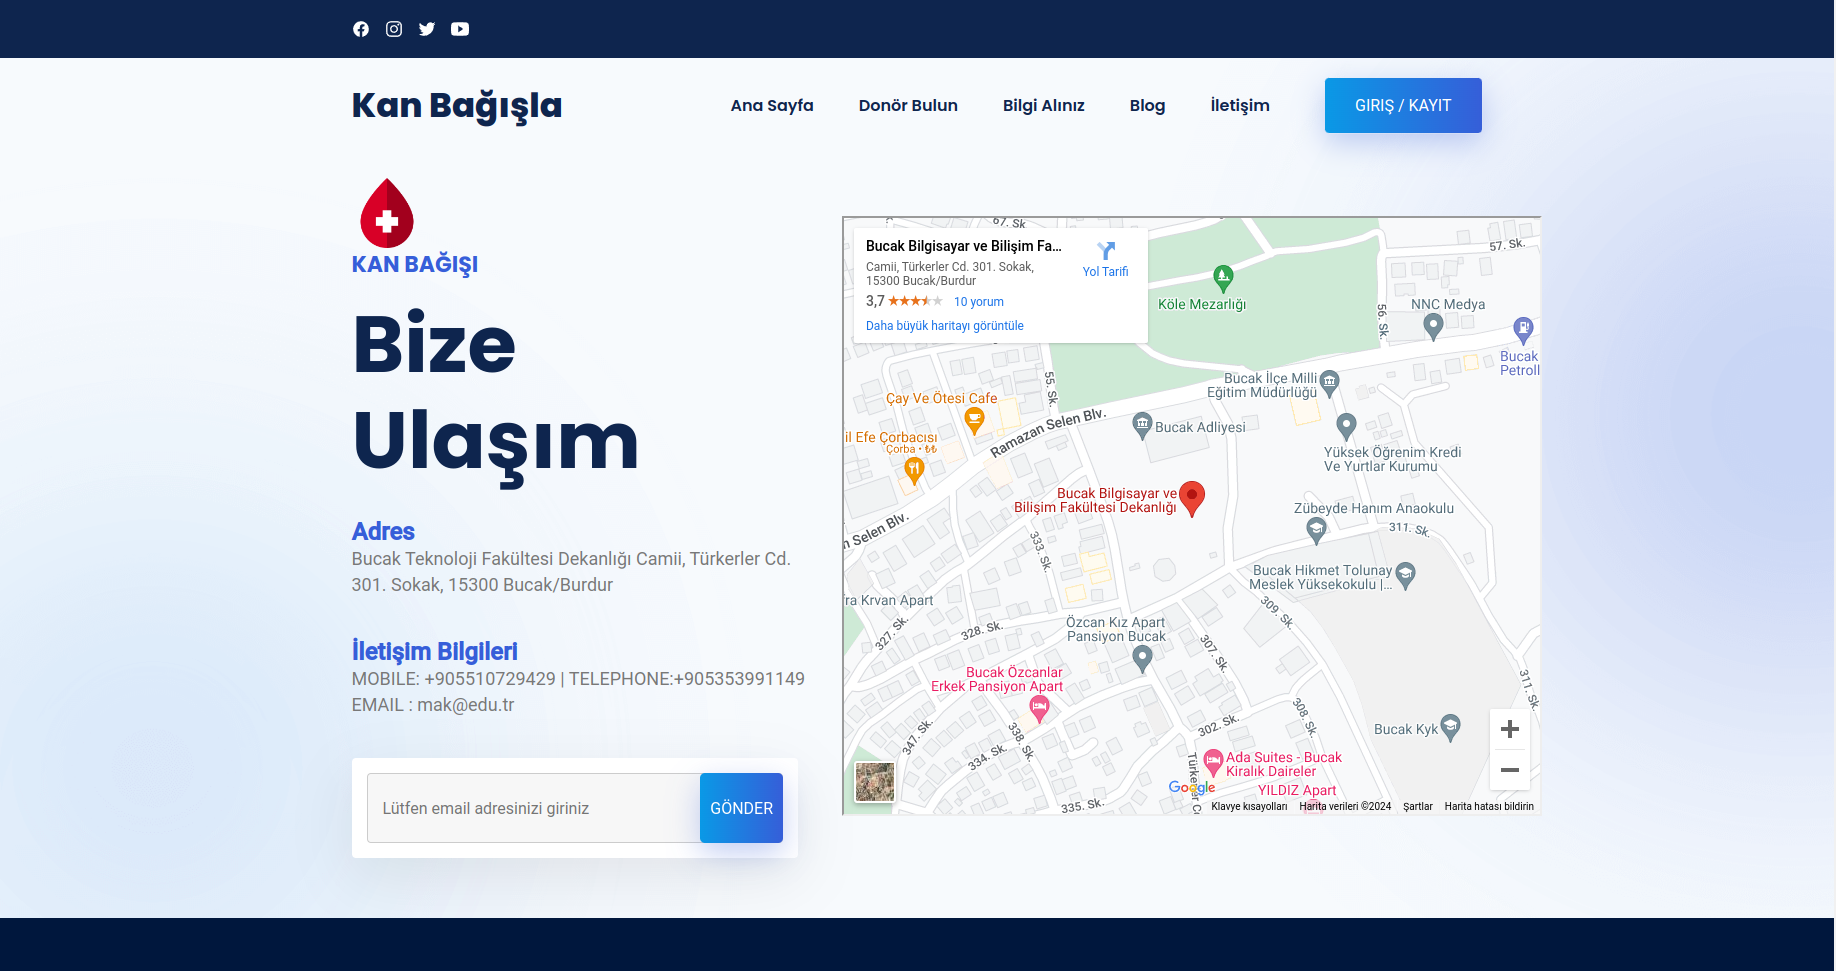 Kan Bağışla
Ana Sayfa
Donör Bulun
Bilgi Alınız
Blog
İletişim
GIRIŞ / KAYIT
KAN BAĞIŞI
Bize
Ulaşım
Adres
Bucak Teknoloji Fakültesi Dekanlığı Camii, Türkerler Cd.
301. Sokak, 15300 Bucak/Burdur
İletişim Bilgileri
MOBILE: +905510729429 | TELEPHONE:+905353991149
EMAIL : mak@edu.tr
Lütfen email adresinizi giriniz
GÖNDER
Bucak Bilgisayar ve Bilişim Fa...
Camii, Türkerler Cd. 301. Sokak,
15300 Bucak/Burdur
Yol Tarifi
3,7
10 yorum
Daha büyük haritayı görüntüle
67. Sk.
57. Sk.
Köle Mezarlığı
56. Sk.
NNC Medya
Bucak
Petroll
55. Sk.
Bucak İlçe Milli
Eğitim Müdürlüğü
Çay Ve Ötesi Cafe
Ramazan Selen Blv.
Bucak Adliyesi
il Efe Çorbacısı
Çorba • ₺₺
Yüksek Öğrenim Kredi
Ve Yurtlar Kurumu
Bucak Bilgisayar ve
Bilişim Fakültesi Dekanlığı
Zübeyde Hanım Anaokulu
n Selen Blv.
311. Sk.
333. Sk.
Bucak Hikmet Tolunay
Meslek Yüksekokulu |...
fra Krvan Apart
309. Sk.
327. Sk.
328. Sk.
Özcan Kız Apart
Pansiyon Bucak
307. Sk.
Bucak Özcanlar
Erkek Pansiyon Apart
311. Sk.
308. Sk.
302. Sk.
347. Sk.
338. Sk.
334. Sk.
Bucak Kyk
Türkerler C
Ada Suites - Bucak
Kiralık Daireler
Google
YILDIZ Apart
335. Sk.
Klavye kısayolları
Harita verileri ©2024
Şartlar
Harita hatası bildirin